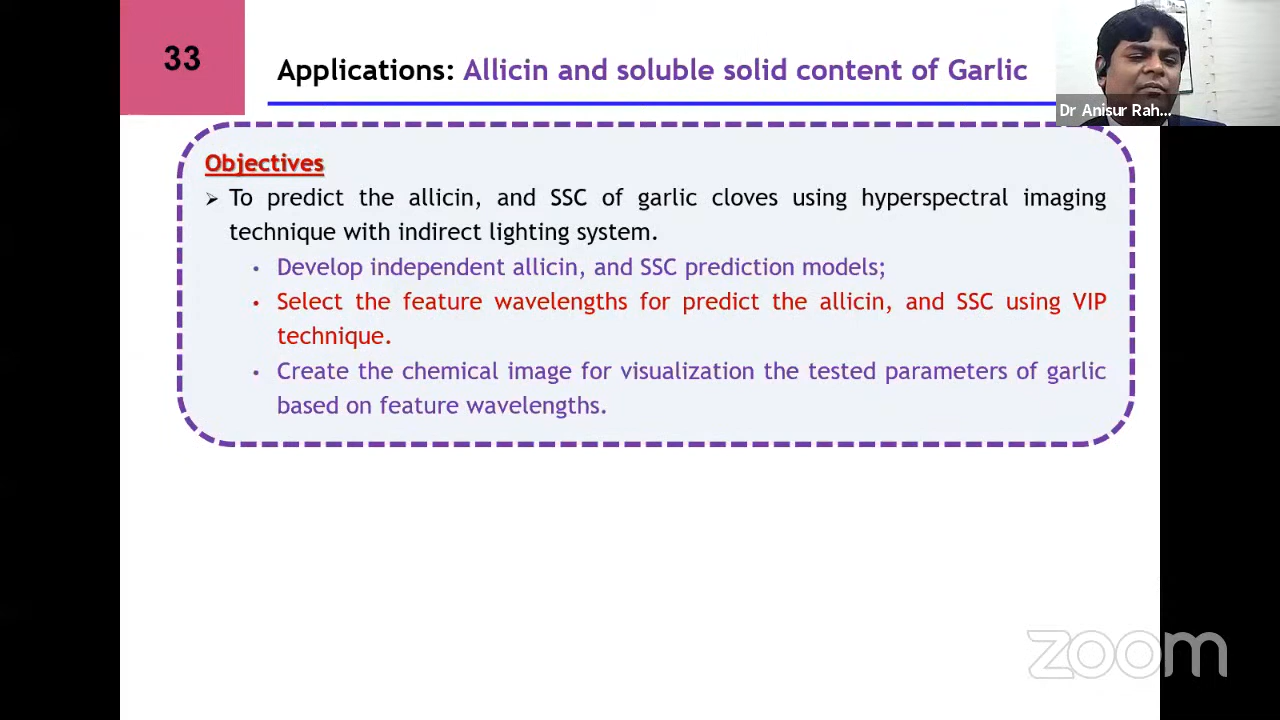 33
Applications: Allicin and soluble solid content of Garlic
Dr Anisur Rah...
Objectives
➢ To predict the allicin, and SSC of garlic cloves using hyperspectral imaging
technique with indirect lighting system.
• Develop independent allicin, and SSC prediction models;
• Select the feature wavelengths for predict the allicin, and SSC using VIP
technique.
• Create the chemical image for visualization the tested parameters of garlic
based on feature wavelengths.
zoom